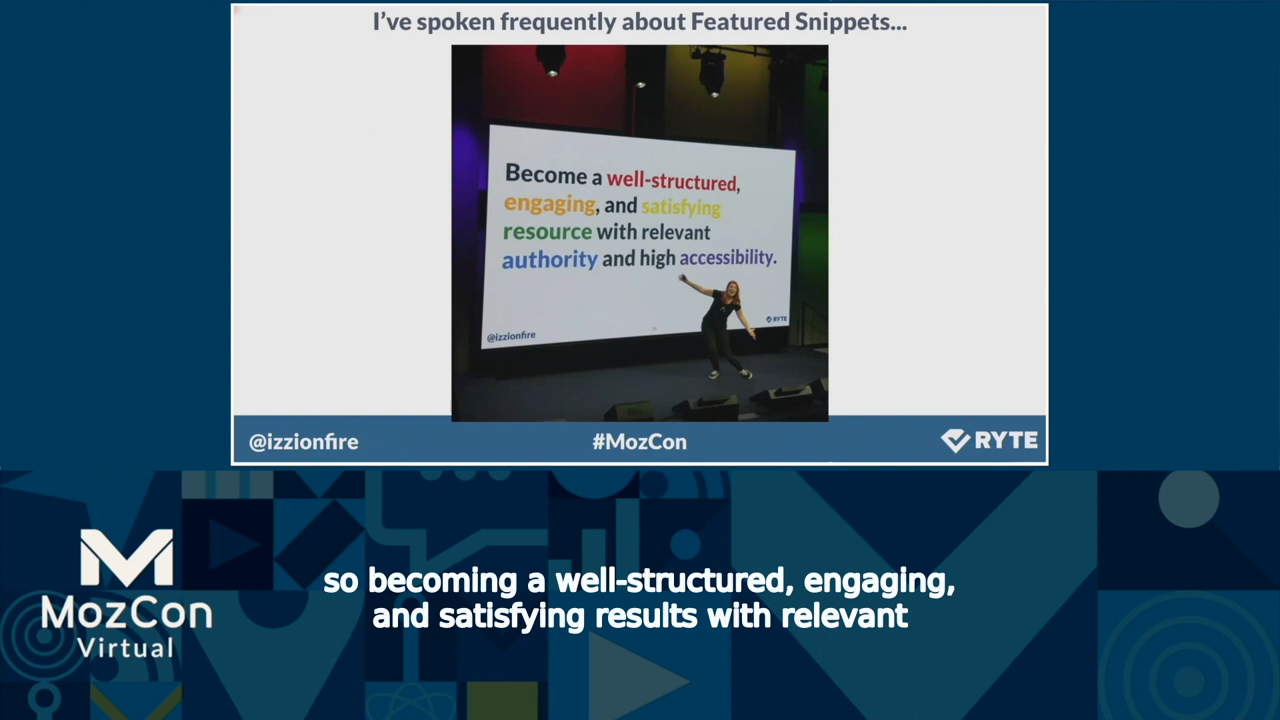 I've spoken frequently about Featured Snippets...
Become a well-structured,
engaging, and satisfying
resource with relevant
authority and high accessibility.
@izzionfire
RYTE
@izzionfire
#MozCon
RYTE
MozCon
Virtual
so becoming a well-structured, engaging,
and satisfying results with relevant